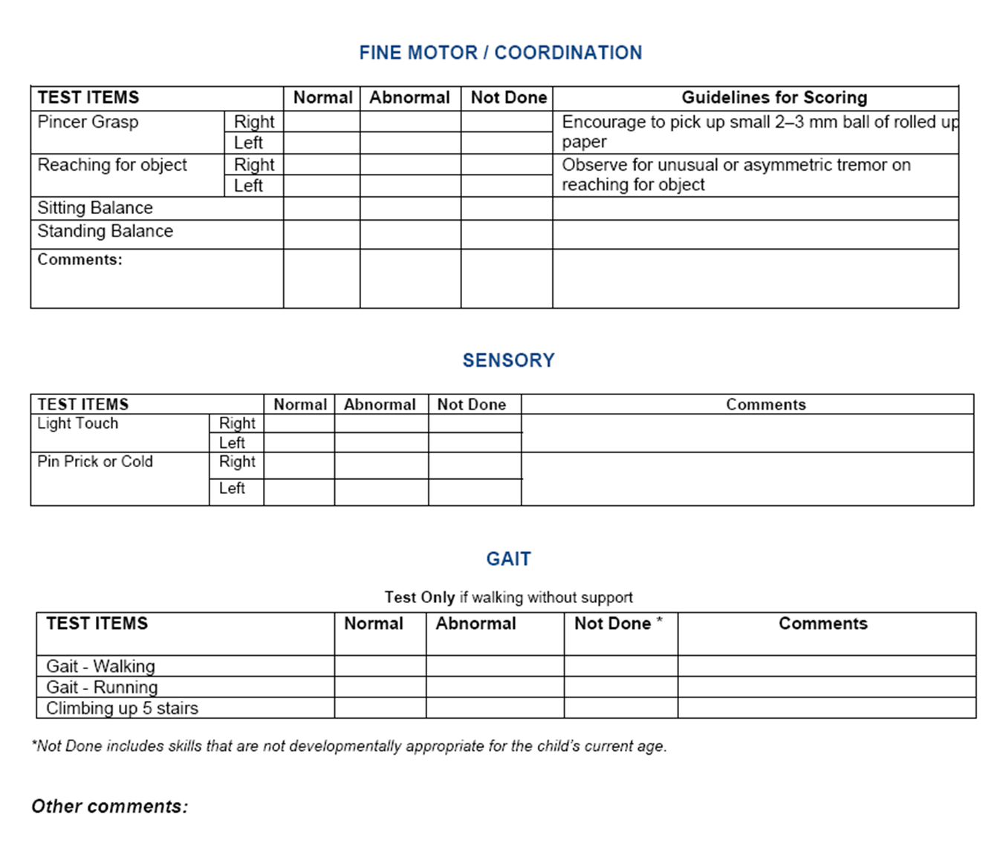 FINE MOTOR / COORDINATION
TEST ITEMS Normal Abnormal Not Done Guidelines for Scoring
Pincer Grasp Right Encourage to pick up small 2–3 mm ball of rolled up
Left paper
Reaching for object Right Observe for unusual or asymmetric tremor on
Left reaching for object
Sitting Balance
Standing Balance
Comments:
SENSORY
TEST ITEMS Normal Abnormal Not Done Comments
Light Touch Right
Left
Pin Prick or Cold Right
Left
GAIT
Test Only if walking without support
TEST ITEMS Normal Abnormal Not Done * Comments
Gait - Walking
Gait - Running
Climbing up 5 stairs
*Not Done includes skills that are not developmentally appropriate for the child’s current age.
Other comments: